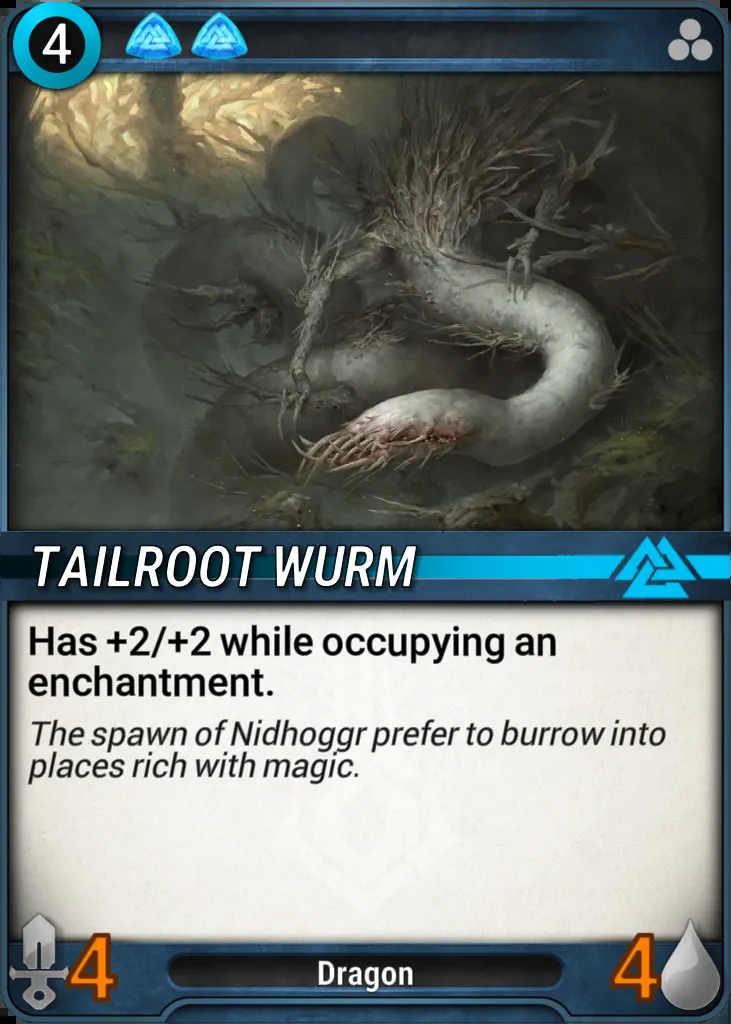 4
TAILROOT WURM
Has +2/+2 while occupying an
enchantment.
The spawn of Nidhoggr prefer to burrow into
places rich with magic.
4 Dragon 4